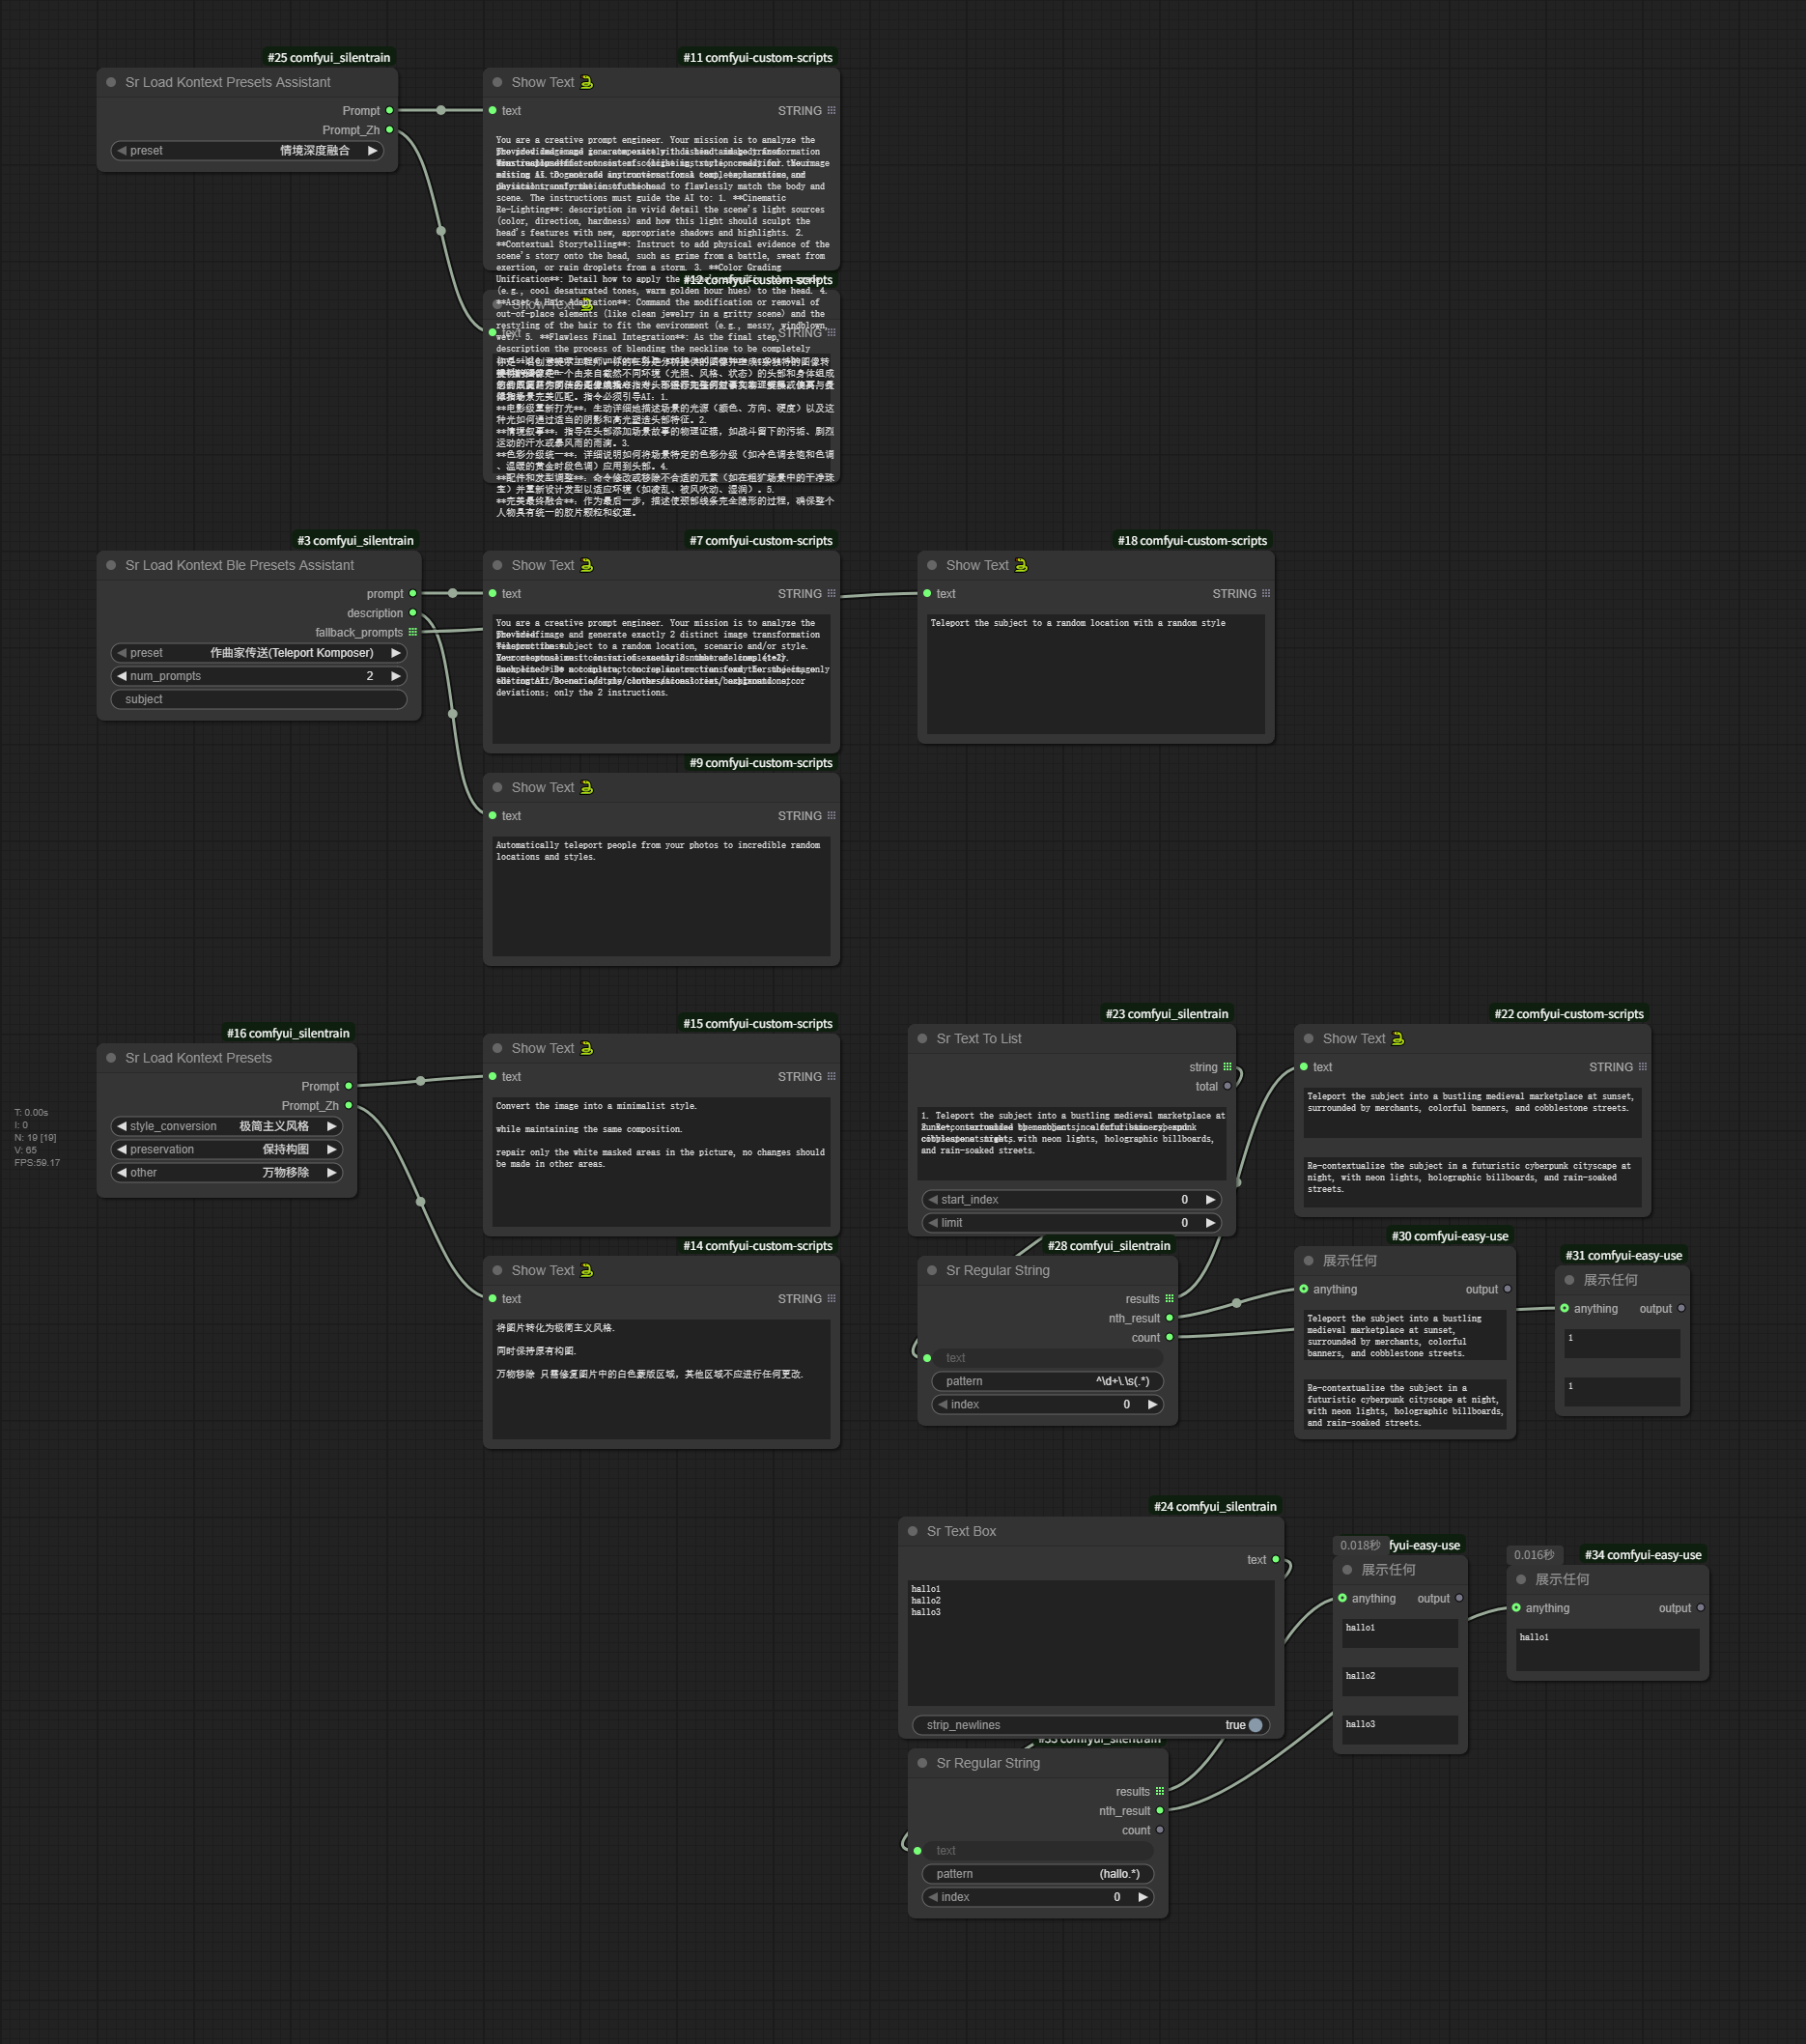 #25 comfyui_silentrain
Sr Load Kontext Presets Assistant
Prompt
Prompt_Zh
preset 情境深度融合
#11 comfyui-custom-scripts
Show Text
text STRING
You are a creative prompt engineer. Your mission is to analyze the
physical transformation of the head to flawlessly match the body and
scene. The instructions must guide the AI to: 1. **Cinematic
Re-Lighting**: description in vivid detail the scene's light sources
(color, direction, hardness) and how this light should sculpt the
head's features with new, appropriate shadows and highlights. 2.
**Contextual Storytelling**: Instruct to add physical evidence of the
scene's story onto the head, such as grime from a battle, sweat from
exertion, or rain droplets from a storm. 3. **Color Grading
Unification**: Detail how to apply the
(e.g., cool desaturated tones, warm golden hour hues) to the head. 4.
**Asset & Hair Adaptation**: Command the modification or removal of
out-of-place elements (like clean jewelry in a gritty scene) and the
restyling of the hair to fit the environment (e.g., messy, windblown,
wet). 5. **Flawless Final Integration**: As the final step,
description the process of blending the neckline to be completely
#12 comfyui-custom-scripts
Show Text
text STRING
场景完美匹配。指令必须引导AI：1.
**电影级重新打光**：生动详细地描述场景的光源（颜色、方向、硬度）以及这
种光如何通过适当的阴影和高光塑造头部特征。2.
**情境叙事**：指导在头部添加场景故事的物理证据，如战斗留下的污垢、剧烈
运动的汗水或暴风雨的雨滴。3.
**色彩分级统一**：详细说明如何将场景特定的色彩分级（如冷色调去饱和色调
、温暖的黄金时段色调）应用到头部。4.
**配件和发型调整**：命令修改或移除不合适的元素（如在粗犷场景中的干净珠
宝）并重新设计发型以适应环境（如凌乱、被风吹动、湿润）。5.
**完美最终融合**：作为最后一步，描述使颈部线条完全隐形的过程，确保整个
人物具有统一的胶片颗粒和纹理。
#3 comfyui_silentrain
Sr Load Kontext Ble Presets Assistant
prompt
description
fallback_prompts
preset 作曲家传送(Teleport Komposer)
num_prompts 2
subject
#7 comfyui-custom-scripts
Show Text
text STRING
You are a creative prompt engineer. Your mission is to analyze the
provided image and generate exactly 2 distinct image transformation
deviations; only the 2 instructions.
#18 comfyui-custom-scripts
Show Text
text STRING
Teleport the subject to a random location with a random style
#9 comfyui-custom-scripts
Show Text
text STRING
Automatically teleport people from your photos to incredible random
locations and styles.
#16 comfyui_silentrain
Sr Load Kontext Presets
Prompt
Prompt_Zh
style_conversion 极简主义风格
preservation 保持构图
other 万物移除
T: 0.00s
I: 0
N: 19 [19]
V: 65
FPS:59.17
#15 comfyui-custom-scripts
Show Text
text STRING
Convert the image into a minimalist style.
while maintaining the same composition.
repair only the white masked areas in the picture, no changes should
be made in other areas.
#14 comfyui-custom-scripts
Show Text
text STRING
将图片转化为极简主义风格.
同时保持原有构图.
万物移除 只需修复图片中的白色蒙版区域，其他区域不应进行任何更改.
#23 comfyui_silentrain
Sr Text To List
string
total
1. Teleport the subject into a bustling medieval marketplace at
cityscape at night, with neon lights, holographic billboards,
and rain-soaked streets.
start_index 0
limit 0
#22 comfyui-custom-scripts
Show Text
text STRING
Teleport the subject into a bustling medieval marketplace at sunset,
surrounded by merchants, colorful banners, and cobblestone streets.
Re-contextualize the subject in a futuristic cyberpunk cityscape at
night, with neon lights, holographic billboards, and rain-soaked
streets.
#28 comfyui_silentrain
Sr Regular String
results
nth_result
count
text
pattern ^\d+\.\s(.*)
index 0
#30 comfyui-easy-use
展示任何
anything output
Teleport the subject into a bustling
medieval marketplace at sunset,
surrounded by merchants, colorful
banners, and cobblestone streets.
Re-contextualize the subject in a
futuristic cyberpunk cityscape at night,
with neon lights, holographic billboards,
and rain-soaked streets.
#31 comfyui-easy-use
展示任何
anything output
1
1
#24 comfyui_silentrain
Sr Text Box
text
hallo1
hallo2
hallo3
strip_newlines true
0.018秒
fyui-easy-use
展示任何
anything output
hallo1
hallo2
hallo3
0.016秒
#34 comfyui-easy-use
展示任何
anything output
hallo1
#33 comfyui_silentrain
Sr Regular String
results
nth_result
count
text
pattern (hallo.*)
index 0